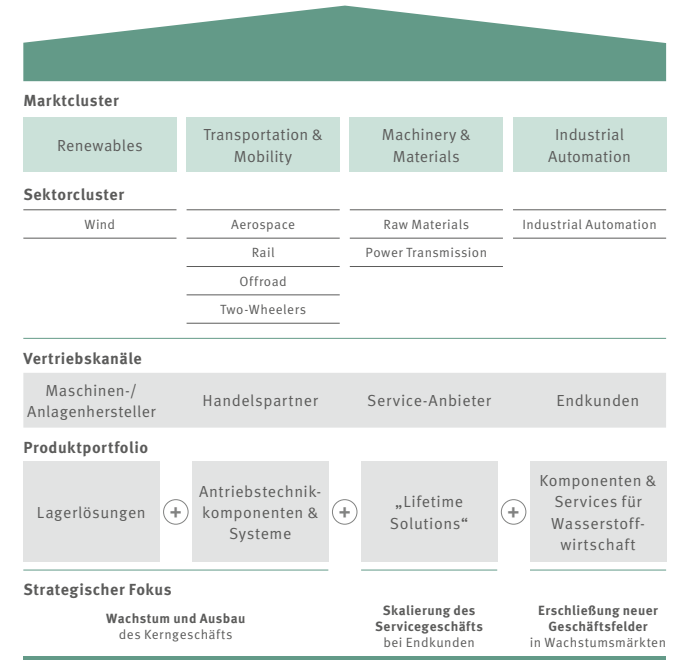 Marktcluster
Renewables
Transportation &
Mobility
Machinery &
Materials
Industrial
Automation
Sektorcluster
Wind
Aerospace
Rail
Offroad
Two-Wheelers
Raw Materials
Power Transmission
Industrial Automation
Vertriebskanäle
Maschinen-/
Anlagenhersteller
Handelspartner
Service-Anbieter
Endkunden
Produktportfolio
Lagerlösungen
+
Antriebstechnik-
komponenten &
Systeme
+
„Lifetime
Solutions“
+
Komponenten &
Services für
Wasserstoff-
wirtschaft
Strategischer Fokus
Wachstum und Ausbau
des Kerngeschäfts
Skalierung des
Servicegeschäfts
bei Endkunden
Erschließung neuer
Geschäftsfelder
in Wachstumsmärkten